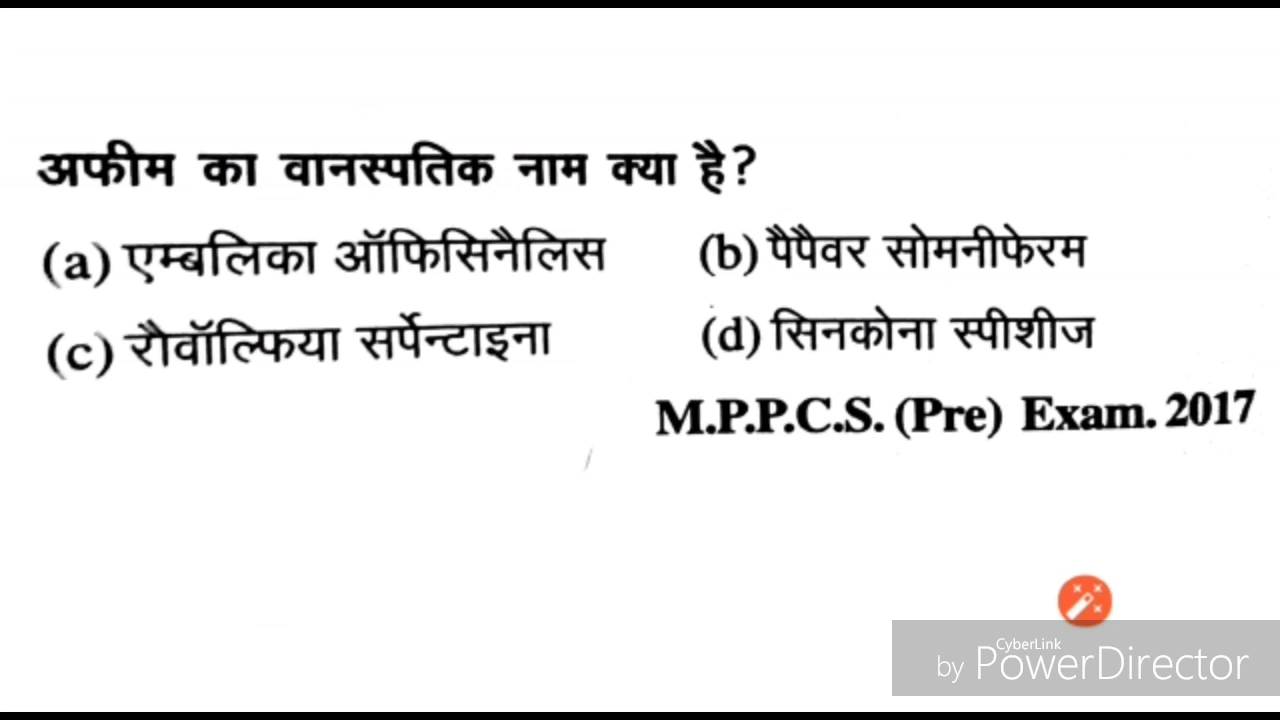 अफीम का वानस्पतिक नाम क्या है?
(a) एम्बलिका ऑफिसिनैलिस (b) पैपैवर सोमनीफेरम
(c) रौवॉल्फिया सर्पेन्टाइना (d) सिनकोना स्पीशीज
M.P.P.C.S. (Pre) Exam. 2017
CyberLink
by PowerDirector